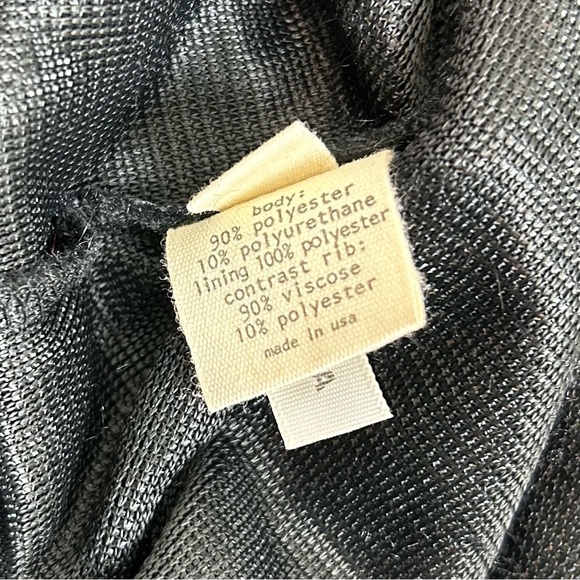 body:
90% polyester
10% polyurethane
lining 100% polyester
contrast rib:
90% viscose
10% polyester
made in usa